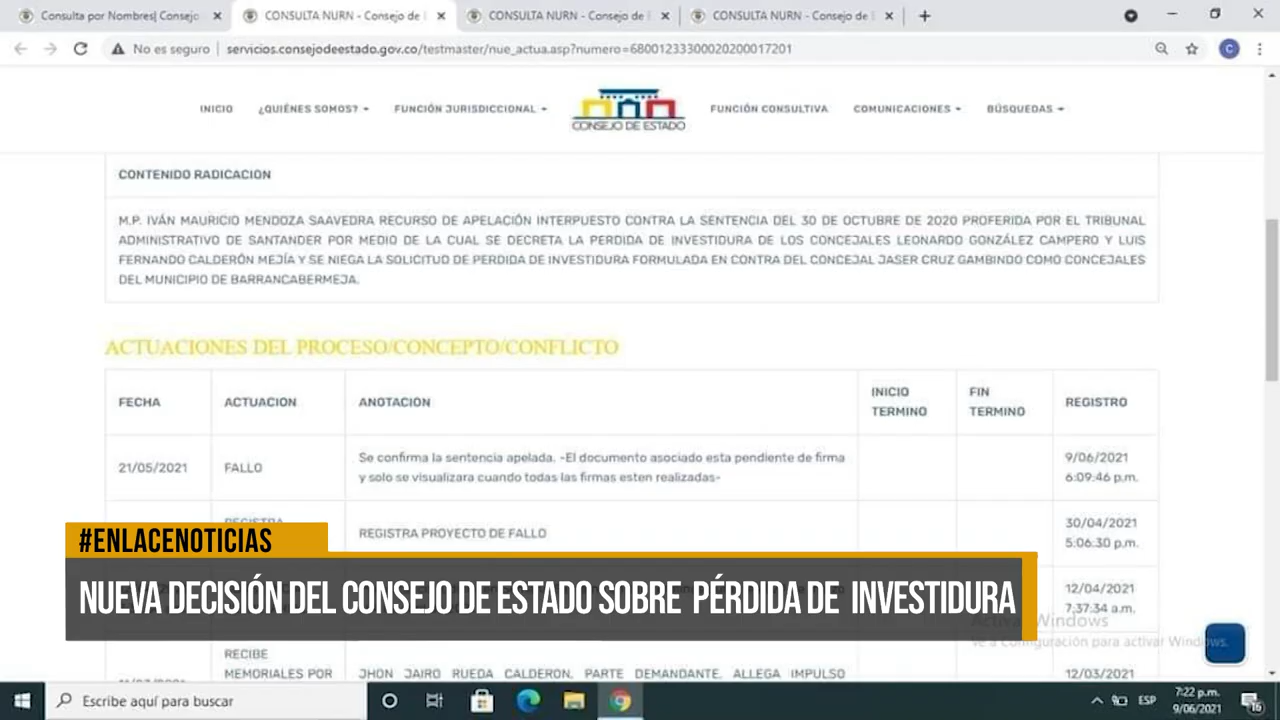 Consulta por Nombres| Consejo
CONSULTA NURN - Consejo de
CONSULTA NURN - Consejo de
CONSULTA NURN - Consejo de
No es seguro | servicios.consejodeestado.gov.co/testmaster/nue_actua.asp?numero=68001233300020200017201
C
INICIO
¿QUIÉNES SOMOS?
FUNCIÓN JURISDICCIONAL
CONSEJO DE ESTADO
FUNCIÓN CONSULTIVA
COMUNICACIONES
BÚSQUEDAS
CONTENIDO RADICACION
M.P. IVÁN MAURICIO MENDOZA SAAVEDRA RECURSO DE APELACIÓN INTERPUESTO CONTRA LA SENTENCIA DEL 30 DE OCTUBRE DE 2020 PROFERIDA POR EL TRIBUNAL
ADMINISTRATIVO DE SANTANDER POR MEDIO DE LA CUAL SE DECRETA LA PERDIDA DE INVESTIDURA DE LOS CONCEJALES LEONARDO GONZÁLEZ CAMPERO Y LUIS
FERNANDO CALDERÓN MEJÍA Y SE NIEGA LA SOLICITUD DE PERDIDA DE INVESTIDURA FORMULADA EN CONTRA DEL CONCEJAL JASER CRUZ GAMBINDO COMO CONCEJALES
DEL MUNICIPIO DE BARRANCABERMEJA.
ACTUACIONES DEL PROCESO/CONCEPTO/CONFLICTO
FECHA
ACTUACION
ANOTACION
INICIO
TERMINO
FIN
TERMINO
REGISTRO
21/05/2021
FALLO
Se confirma la sentencia apelada. -El documento asociado esta pendiente de firma
y solo se visualizara cuando todas las firmas esten realizadas-
9/06/2021
6:09:46 p.m.
REGISTRA
REGISTRA PROYECTO DE FALLO
30/04/2021
5:06:30 p.m.
#ENLACENOTICIAS
NUEVA DECISIÓN DEL CONSEJO DE ESTADO SOBRE PÉRDIDA DE INVESTIDURA
12/04/2021
7:37:34 a.m.
Activar Windows
Ve a Configuración para activar Windows.
RECIBE
MEMORIALES POR
JHON JAIRO RUEDA CALDERON, PARTE DEMANDANTE, ALLEGA IMPULSO
12/03/2021
Escribe aquí para buscar
ESP
7:22 p.m.
9/06/2021
16